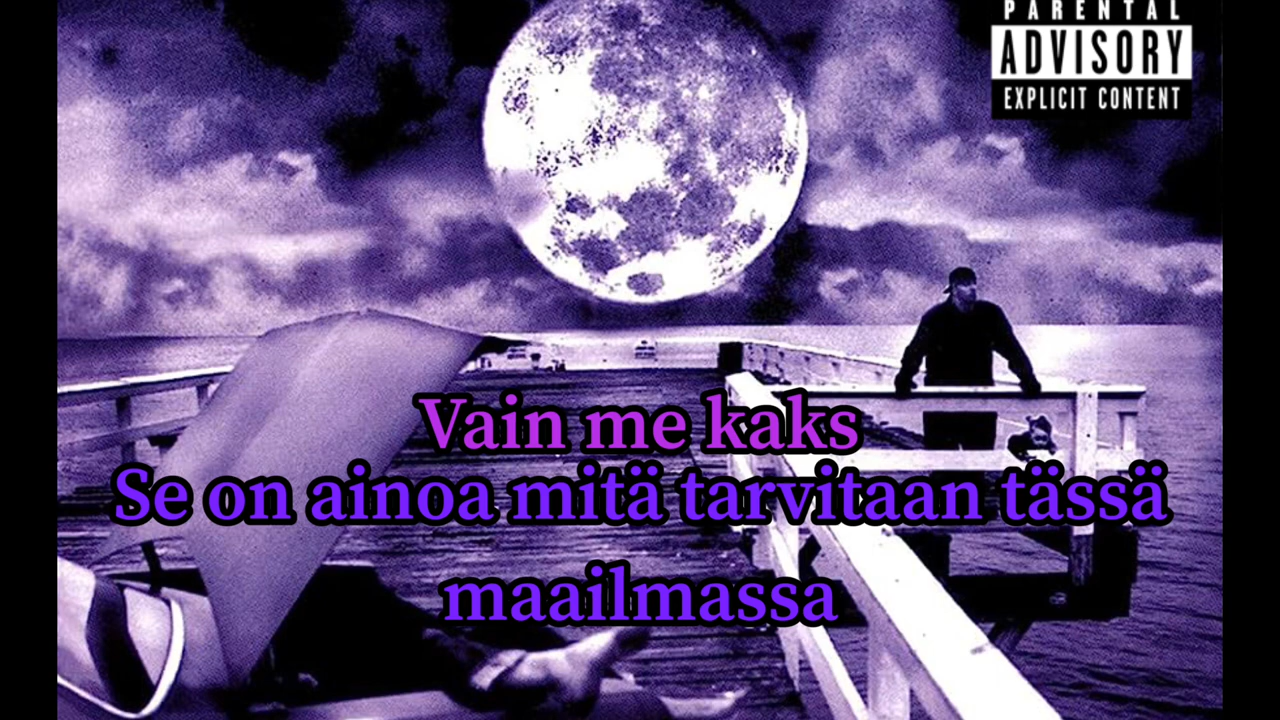 PARENTAL
ADVISORY
EXPLICIT CONTENT
Vain me kaks
Se on ainoa mitä tarvitaan tässä
maailmassa